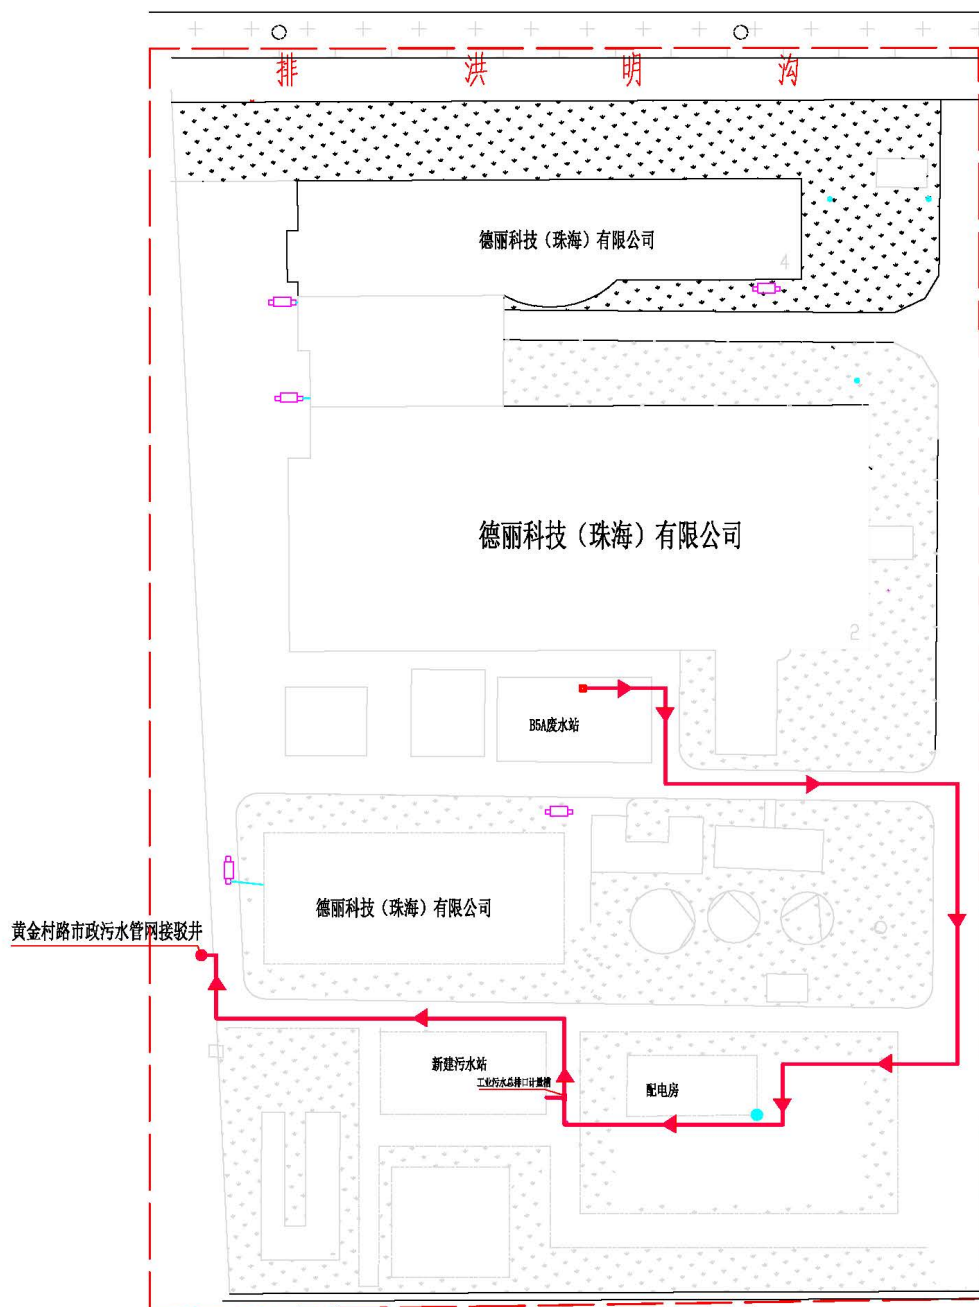 排洪明沟
德丽科技（珠海）有限公司
4
德丽科技（珠海）有限公司
2
B5A废水站
德丽科技（珠海）有限公司
黄金村路市政污水管网接驳井
新建污水站
工业污水总排口计量槽
配电房